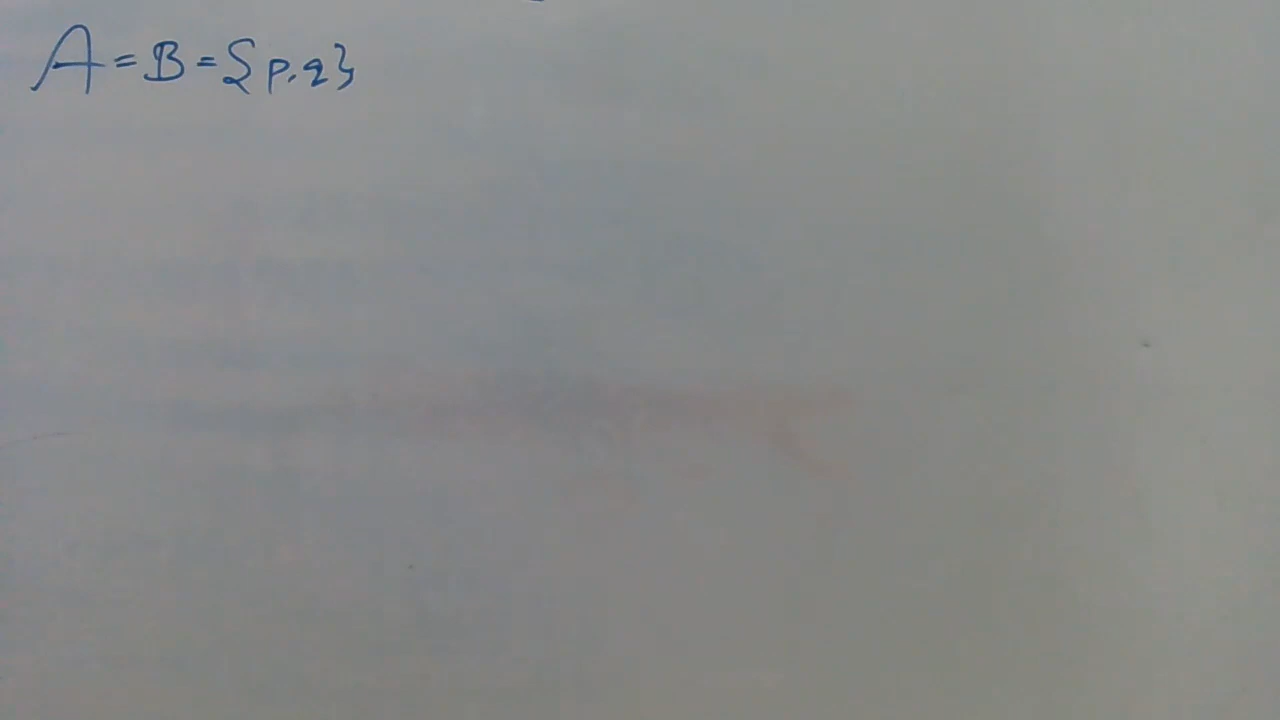 A = B = {p, q}